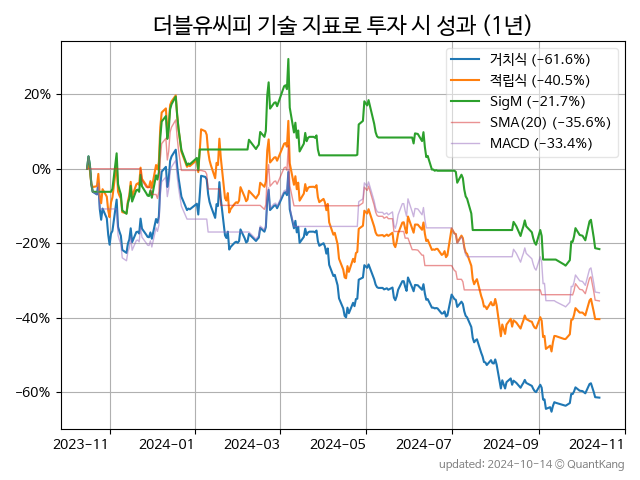 더블유씨피 기술 지표로 투자 시 성과 (1년)
거치식 (−61.6%)
적립식 (−40.5%)
SigM (−21.7%)
SMA(20) (−35.6%)
MACD (−33.4%)
20%
0%
−20%
−40%
−60%
2023-11 2024-01 2024-03 2024-05 2024-07 2024-09 2024-11
updated: 2024-10-14 © QuantKang